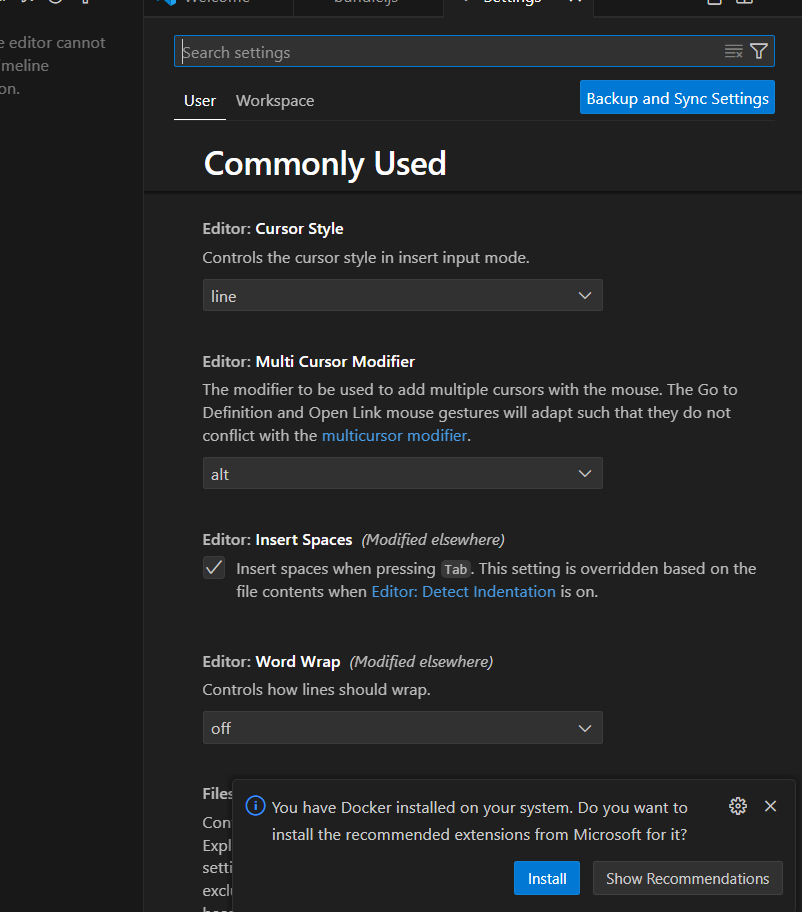 Welcome
bundle.js
Settings
e editor cannot
imeline
on.
Search settings
User Workspace
Backup and Sync Settings
Commonly Used
Editor: Cursor Style
Controls the cursor style in insert input mode.
line
Editor: Multi Cursor Modifier
The modifier to be used to add multiple cursors with the mouse. The Go to
Definition and Open Link mouse gestures will adapt such that they do not
conflict with the multicursor modifier.
alt
Editor: Insert Spaces (Modified elsewhere)
Insert spaces when pressing Tab. This setting is overridden based on the
file contents when Editor: Detect Indentation is on.
Editor: Word Wrap (Modified elsewhere)
Controls how lines should wrap.
off
Files
Con
Expl
setti
exclu
You have Docker installed on your system. Do you want to
install the recommended extensions from Microsoft for it?
Install
Show Recommendations